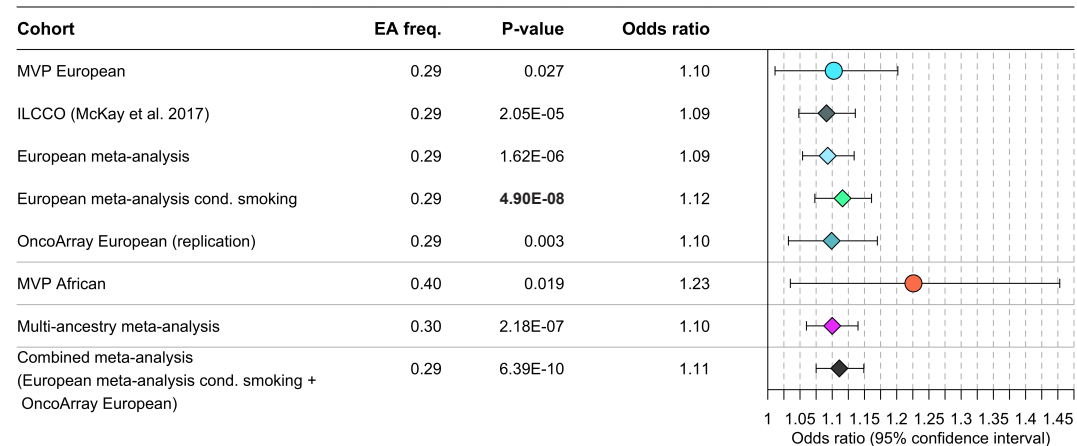 Cohort EA freq. P-value Odds ratio
MVP European 0.29 0.027 1.10
ILCCO (McKay et al. 2017) 0.29 2.05E-05 1.09
European meta-analysis 0.29 1.62E-06 1.09
European meta-analysis cond. smoking 0.29 4.90E-08 1.12
OncoArray European (replication) 0.29 0.003 1.10
MVP African 0.40 0.019 1.23
Multi-ancestry meta-analysis 0.30 2.18E-07 1.10
Combined meta-analysis
(European meta-analysis cond. smoking + 0.29 6.39E-10 1.11
OncoArray European)
1 1.05 1.1 1.15 1.2 1.25 1.3 1.35 1.4 1.45
Odds ratio (95% confidence interval)